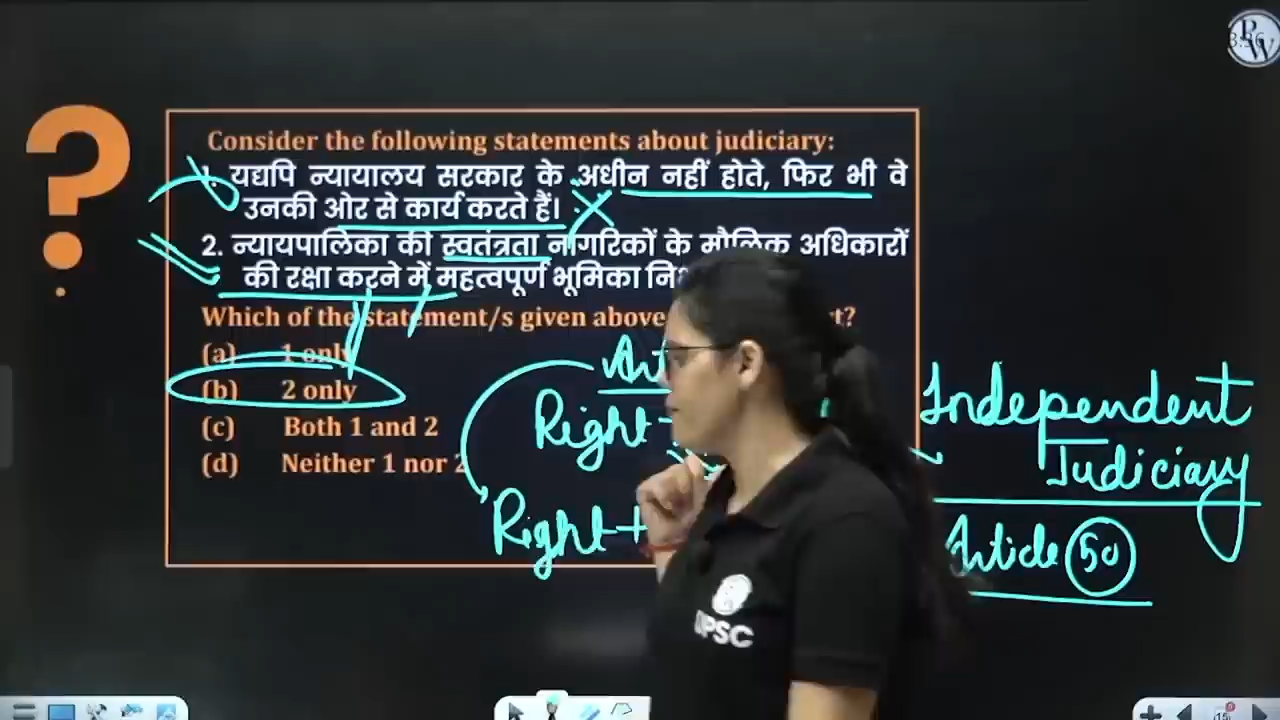 PW
Consider the following statements about judiciary:
1. यद्यपि न्यायालय सरकार के अधीन नहीं होते, फिर भी वे
उनकी ओर से कार्य करते हैं।
2. न्यायपालिका की स्वतंत्रता नागरिकों के मौलिक अधिकारों
की रक्षा करने में महत्वपूर्ण भूमिका
Which of the statement/s given above
(a) 1 only
(b) 2 only
(c) Both 1 and 2
(d) Neither 1 nor 2
Right
Right
Independent
Judiciary
Article 50
PSC